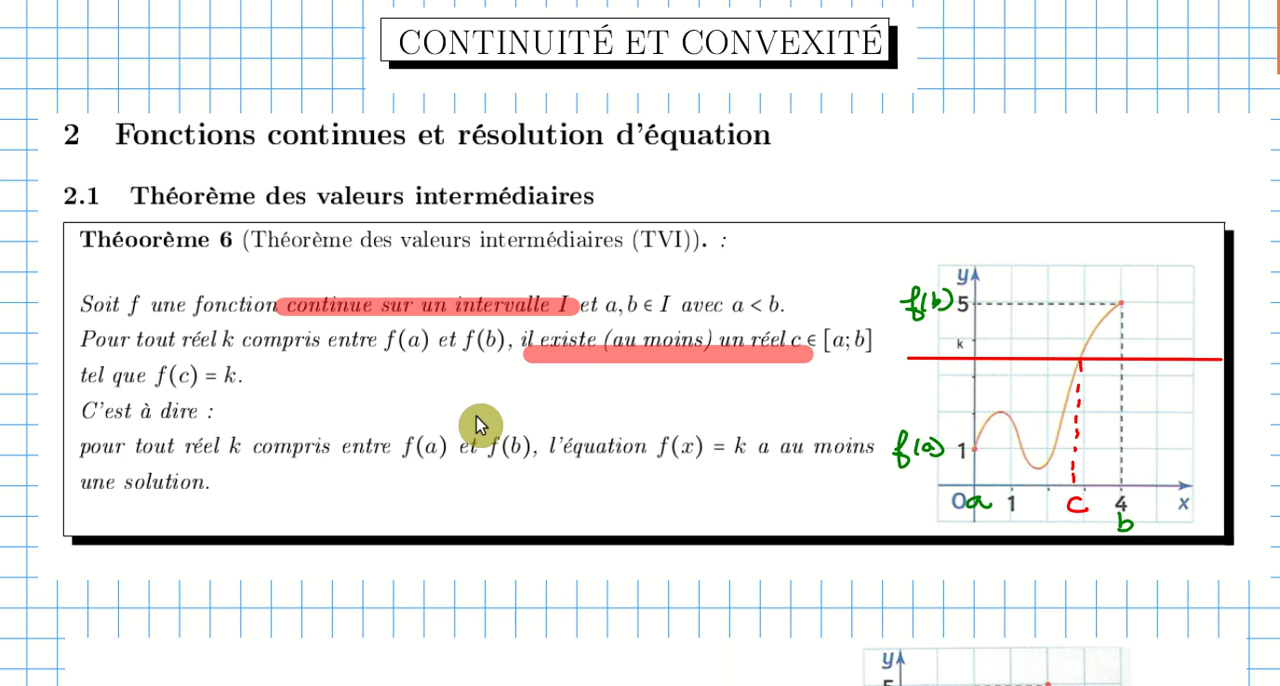 CONTINUITÉ ET CONVEXITÉ
2 Fonctions continues et résolution d'équation
2.1 Théorème des valeurs intermédiaires
Théoorème 6 (Théorème des valeurs intermédiaires (TVI)). :
Soit f une fonction continue sur un intervalle I et a, b ∈ I avec a < b.
Pour tout réel k compris entre f(a) et f(b), il existe (au moins) un réel c ∈ [a; b]
tel que f(c) = k.
C'est à dire :
pour tout réel k compris entre f(a) et f(b), l'équation f(x) = k a au moins
une solution.
y
f(b) 5
k
f(a) 1
0 a 1 c 4 x
b
y
5